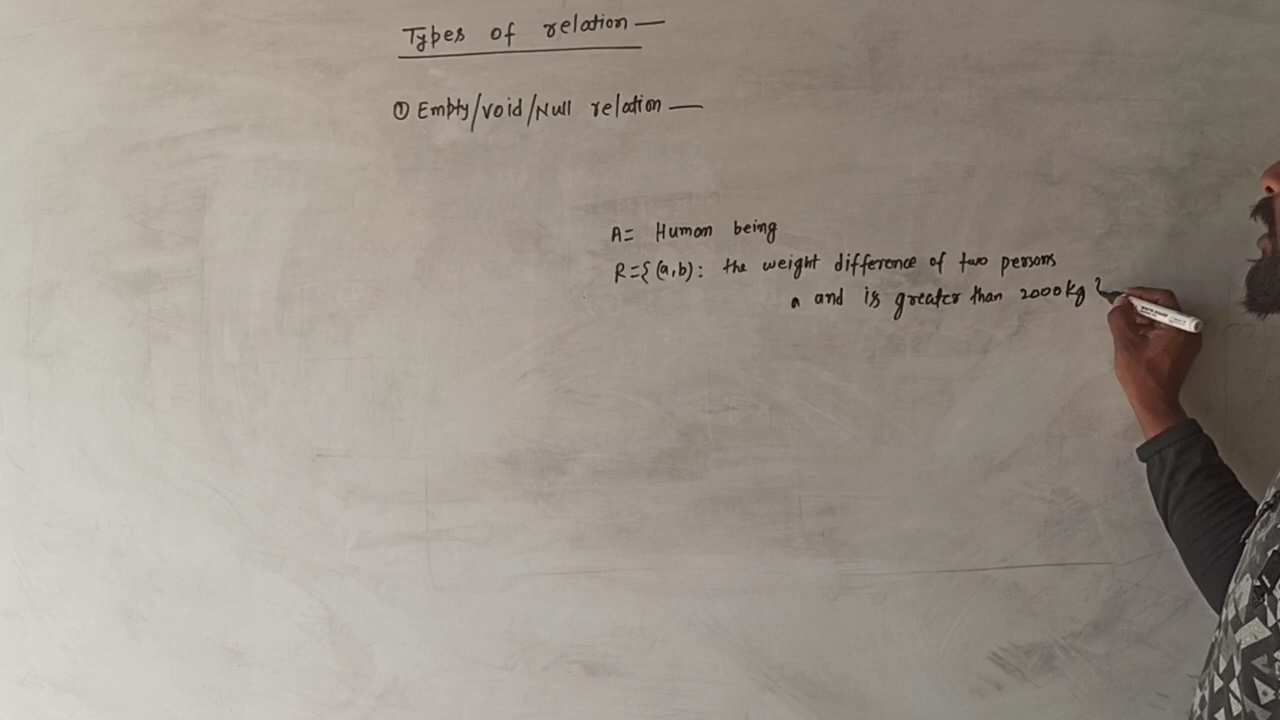 Types of relation —
① Empty/void/Null relation —
A= Human being
R={(a,b): the weight difference of two persons
a and is greater than 2000kg }